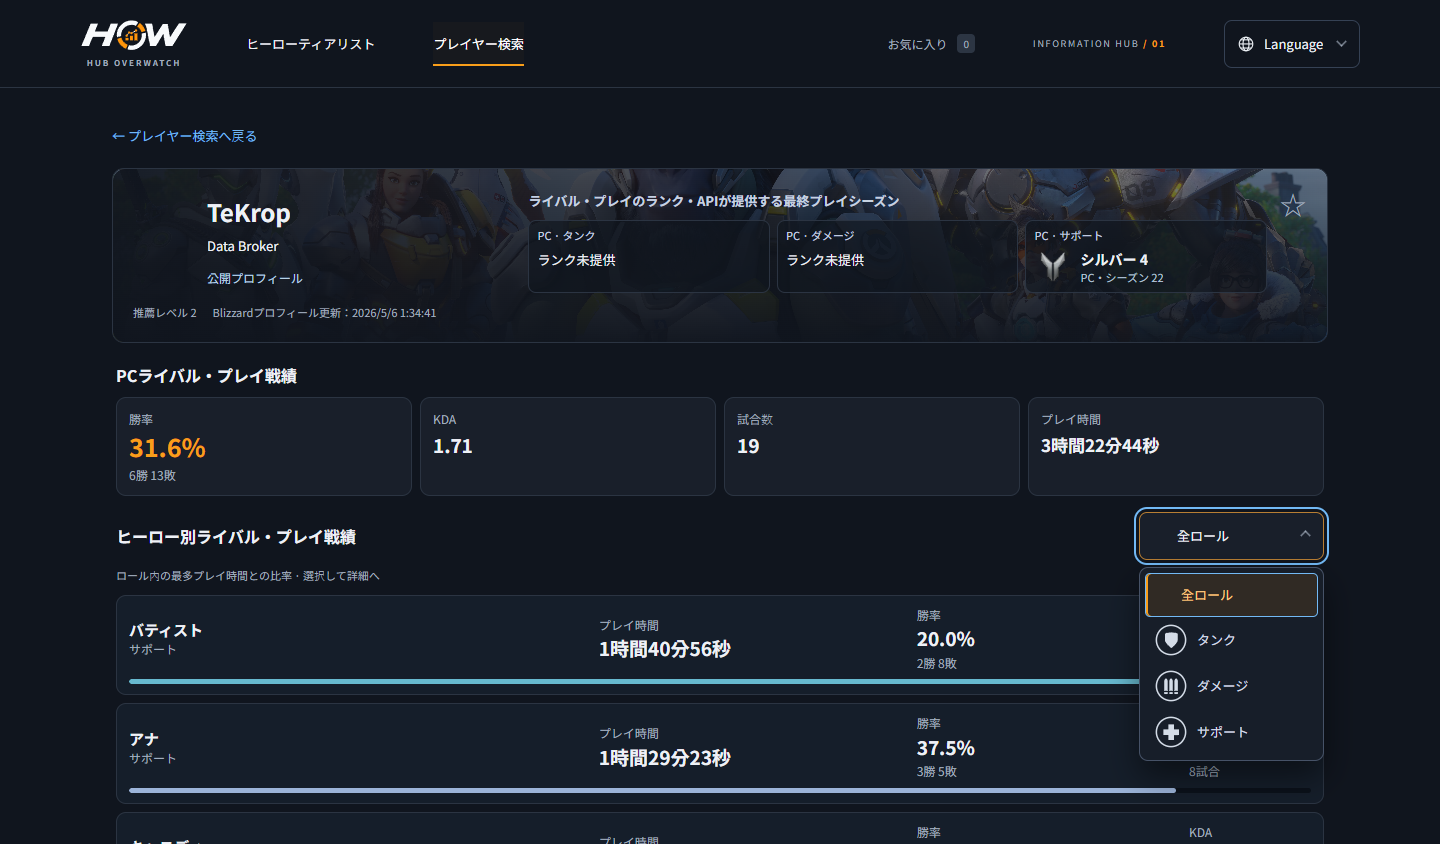 HOW
HUB OVERWATCH
ヒーローティアリスト
プレイヤー検索
お気に入り 0
INFORMATION HUB / 01
Language
← プレイヤー検索へ戻る
TeKrop
Data Broker
公開プロフィール
推薦レベル 2 Blizzardプロフィール更新：2026/5/6 1:34:41
ライバル・プレイのランク・APIが提供する最終プレイシーズン
PC · タンク
ランク未提供
PC · ダメージ
ランク未提供
PC · サポート
シルバー 4
PC · シーズン 22
PCライバル・プレイ戦績
勝率
31.6%
6勝 13敗
KDA
1.71
試合数
19
プレイ時間
3時間22分44秒
ヒーロー別ライバル・プレイ戦績
全ロール
ロール内の最多プレイ時間との比率 · 選択して詳細へ
全ロール
タンク
ダメージ
サポート
バティスト
サポート
プレイ時間
1時間40分56秒
勝率
20.0%
2勝 8敗
アナ
サポート
プレイ時間
1時間29分23秒
勝率
37.5%
3勝 5敗
8試合
プレイ時間
勝率
KDA